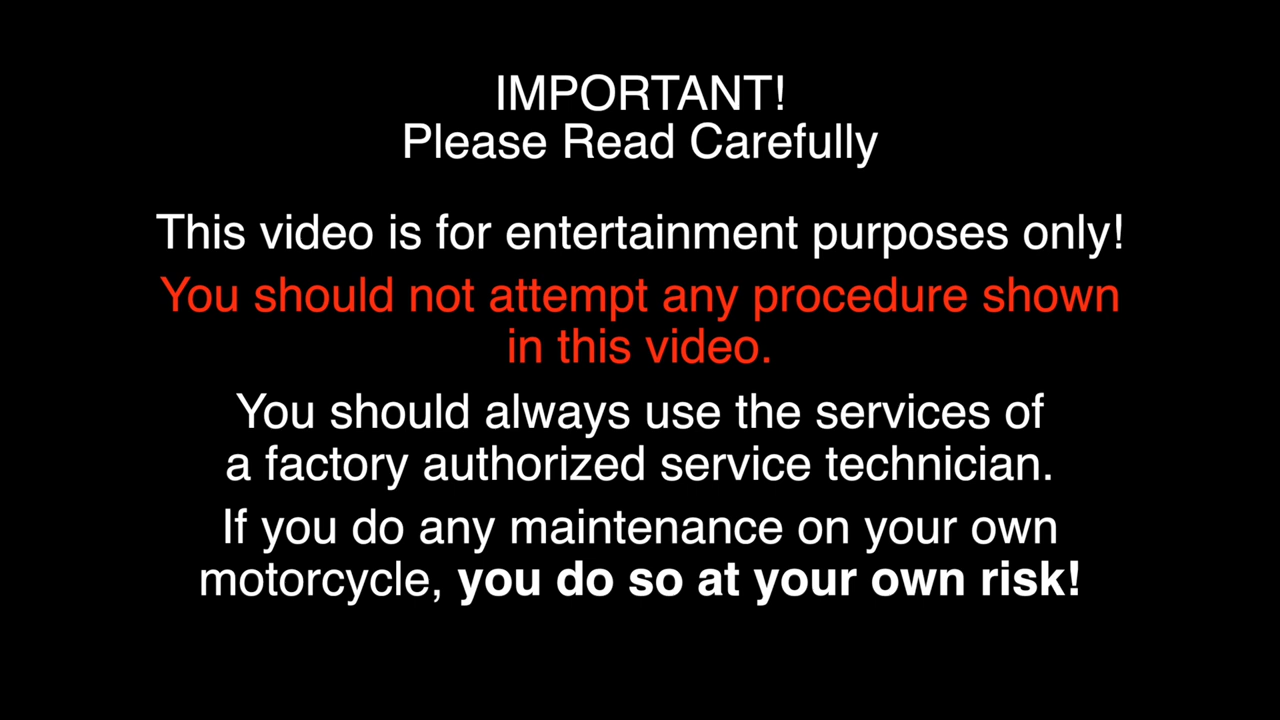 IMPORTANT!
Please Read Carefully
This video is for entertainment purposes only!
You should not attempt any procedure shown
in this video.
You should always use the services of
a factory authorized service technician.
If you do any maintenance on your own
motorcycle, you do so at your own risk!